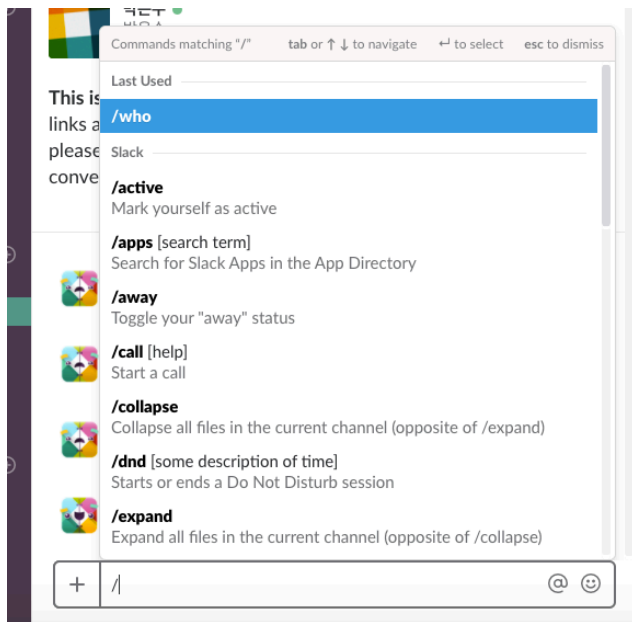 박은우
Commands matching "/" tab or ↑ ↓ to navigate ↵ to select esc to dismiss
Last Used
This is
/who
links a
please
Slack
conve
/active
Mark yourself as active
/apps [search term]
Search for Slack Apps in the App Directory
/away
Toggle your "away" status
/call [help]
Start a call
/collapse
Collapse all files in the current channel (opposite of /expand)
/dnd [some description of time]
Starts or ends a Do Not Disturb session
/expand
Expand all files in the current channel (opposite of /collapse)
+ / @